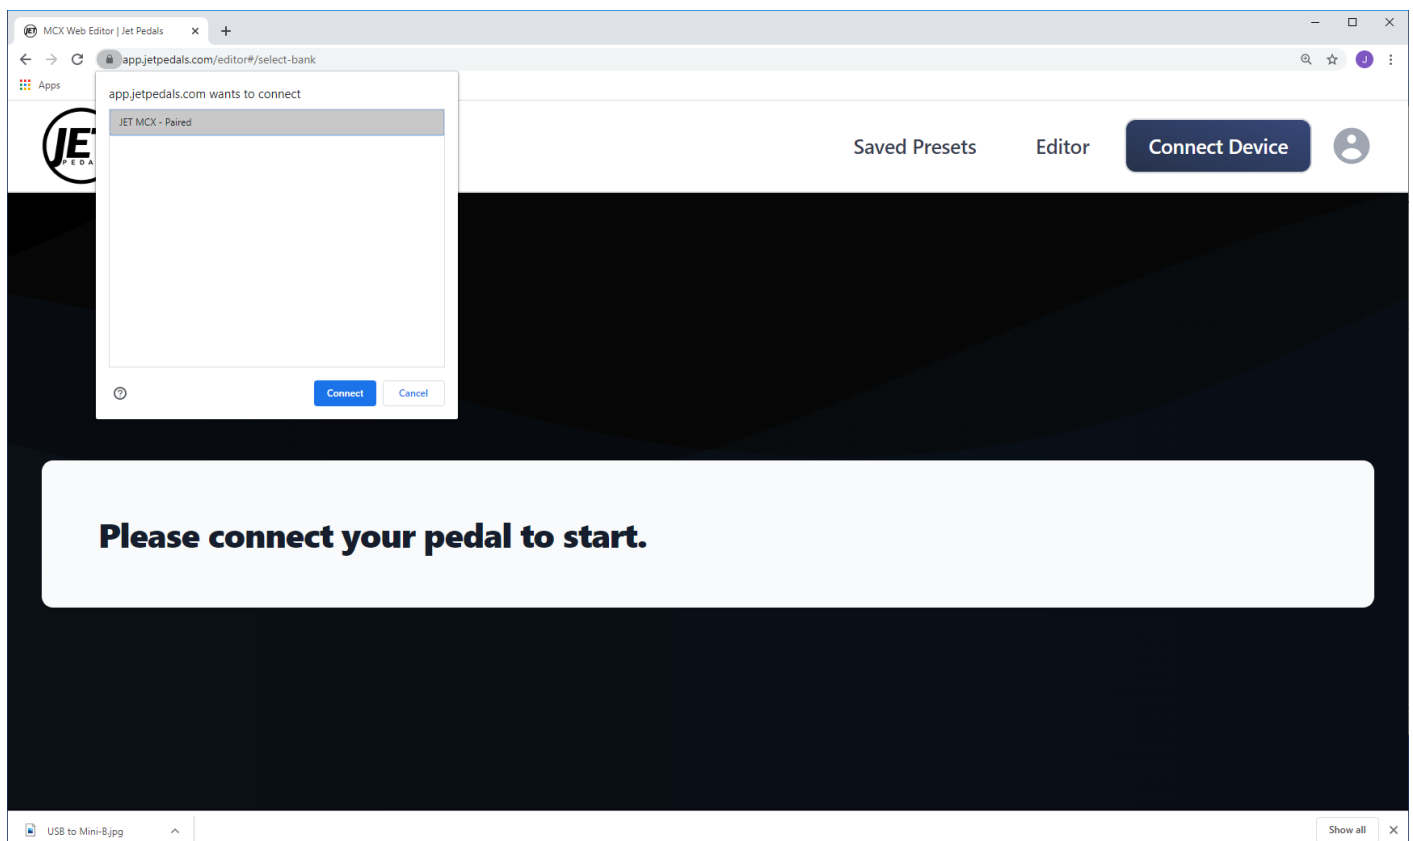 MCX Web Editor | Jet Pedals
app.jetpedals.com/editor#/select-bank
J
Apps
app.jetpedals.com wants to connect
JET MCX - Paired
Connect Cancel
JE
PEDA
Saved Presets Editor Connect Device
Please connect your pedal to start.
USB to Mini-B.jpg
Show all